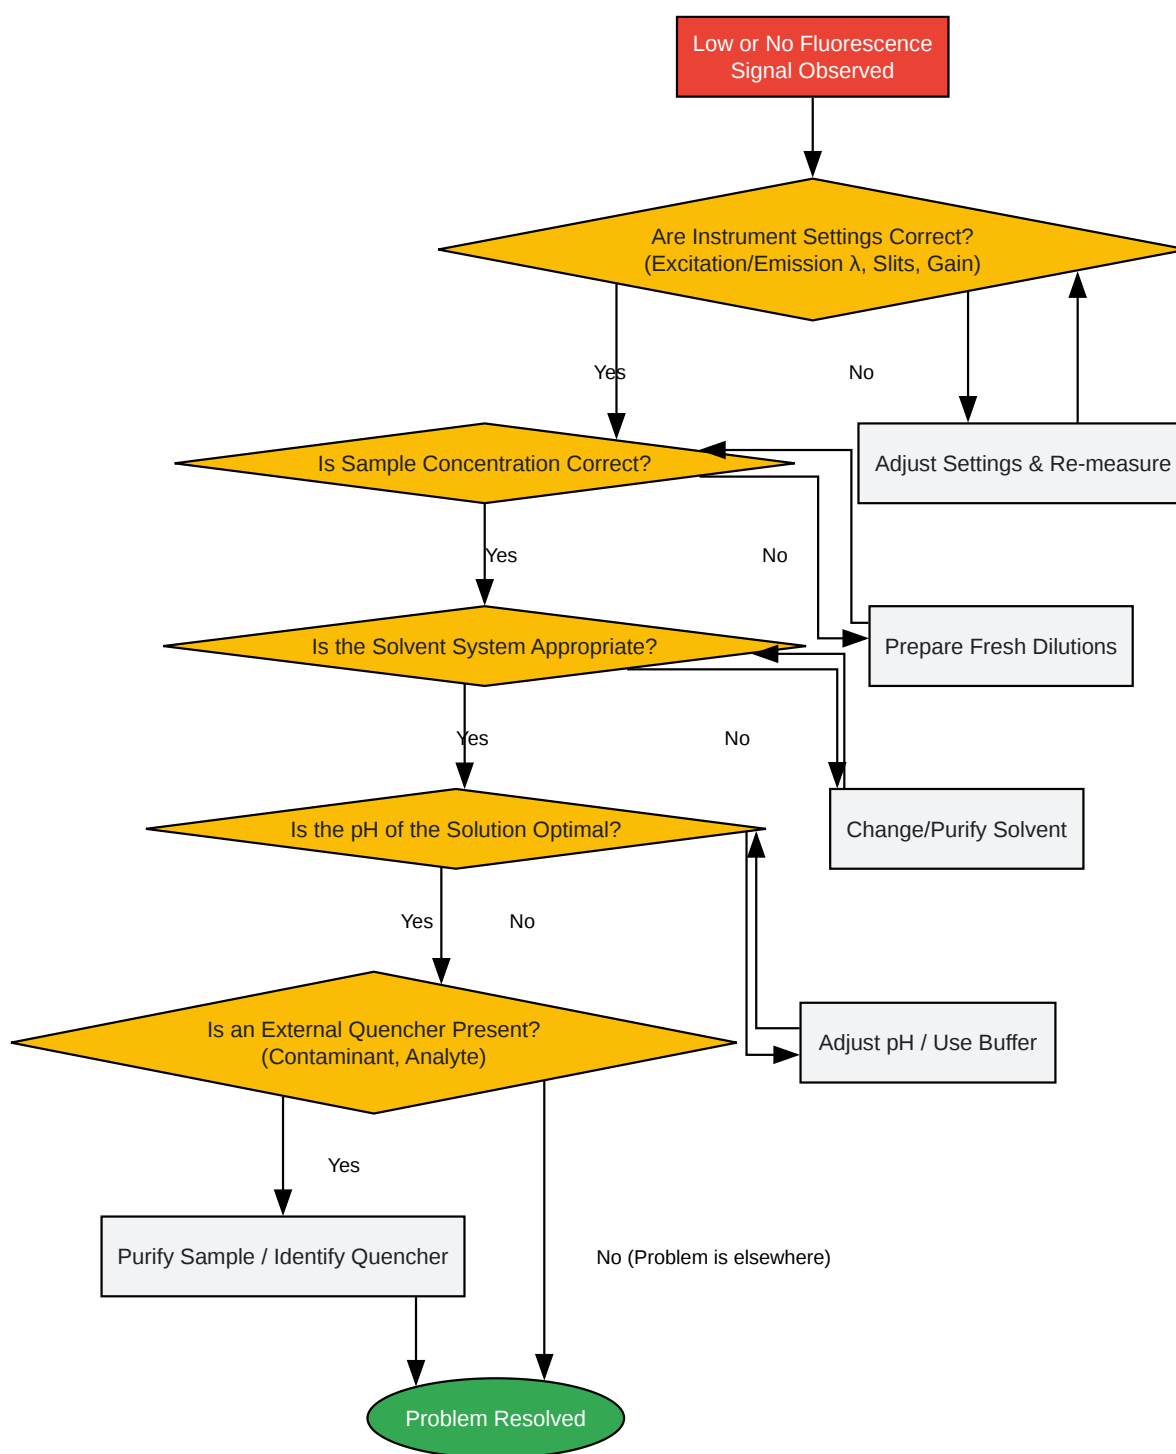 Low or No Fluorescence
Signal Observed
Are Instrument Settings Correct?
(Excitation/Emission λ, Slits, Gain)
Yes
No
Is Sample Concentration Correct?
Adjust Settings & Re-measure
Yes
No
Is the Solvent System Appropriate?
Prepare Fresh Dilutions
Yes
No
Is the pH of the Solution Optimal?
Change/Purify Solvent
Yes
No
Is an External Quencher Present?
(Contaminant, Analyte)
Adjust pH / Use Buffer
Yes
Purify Sample / Identify Quencher
No (Problem is elsewhere)
Problem Resolved